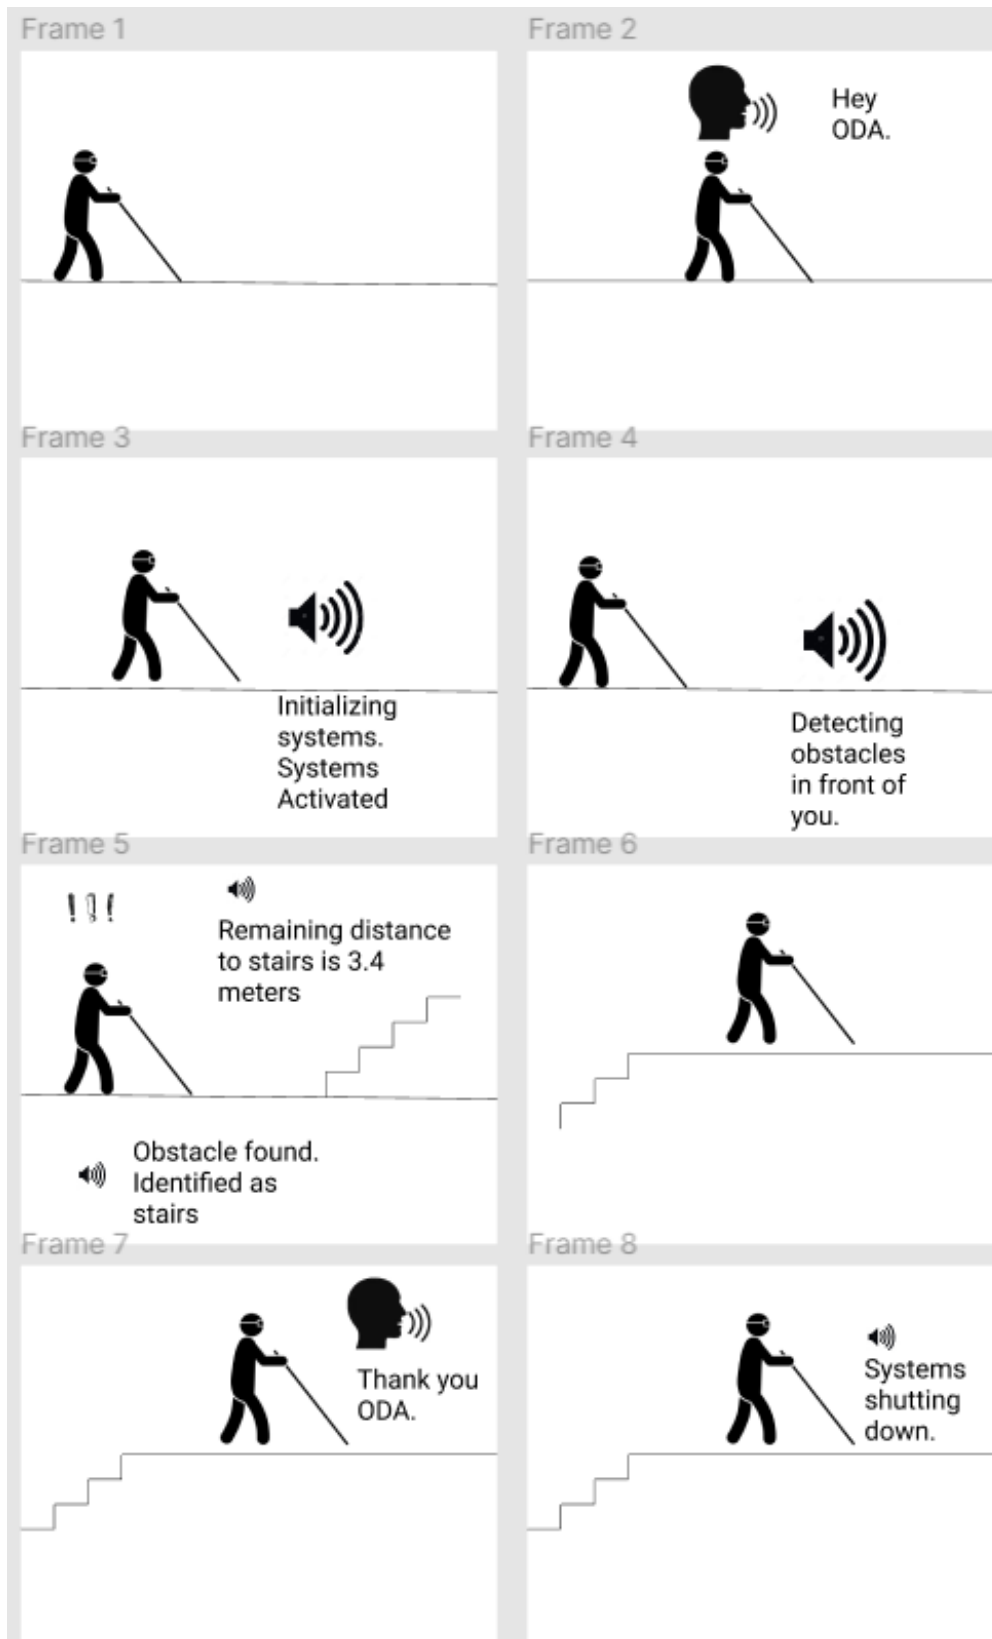 Frame 1
Frame 2
Hey
ODA.
Frame 3
Initializing
systems.
Systems
Activated
Frame 4
Detecting
obstacles
in front of
you.
Frame 5
!!!
Remaining distance
to stairs is 3.4
meters
Obstacle found.
Identified as
stairs
Frame 6
Frame 7
Thank you
ODA.
Frame 8
Systems
shutting
down.